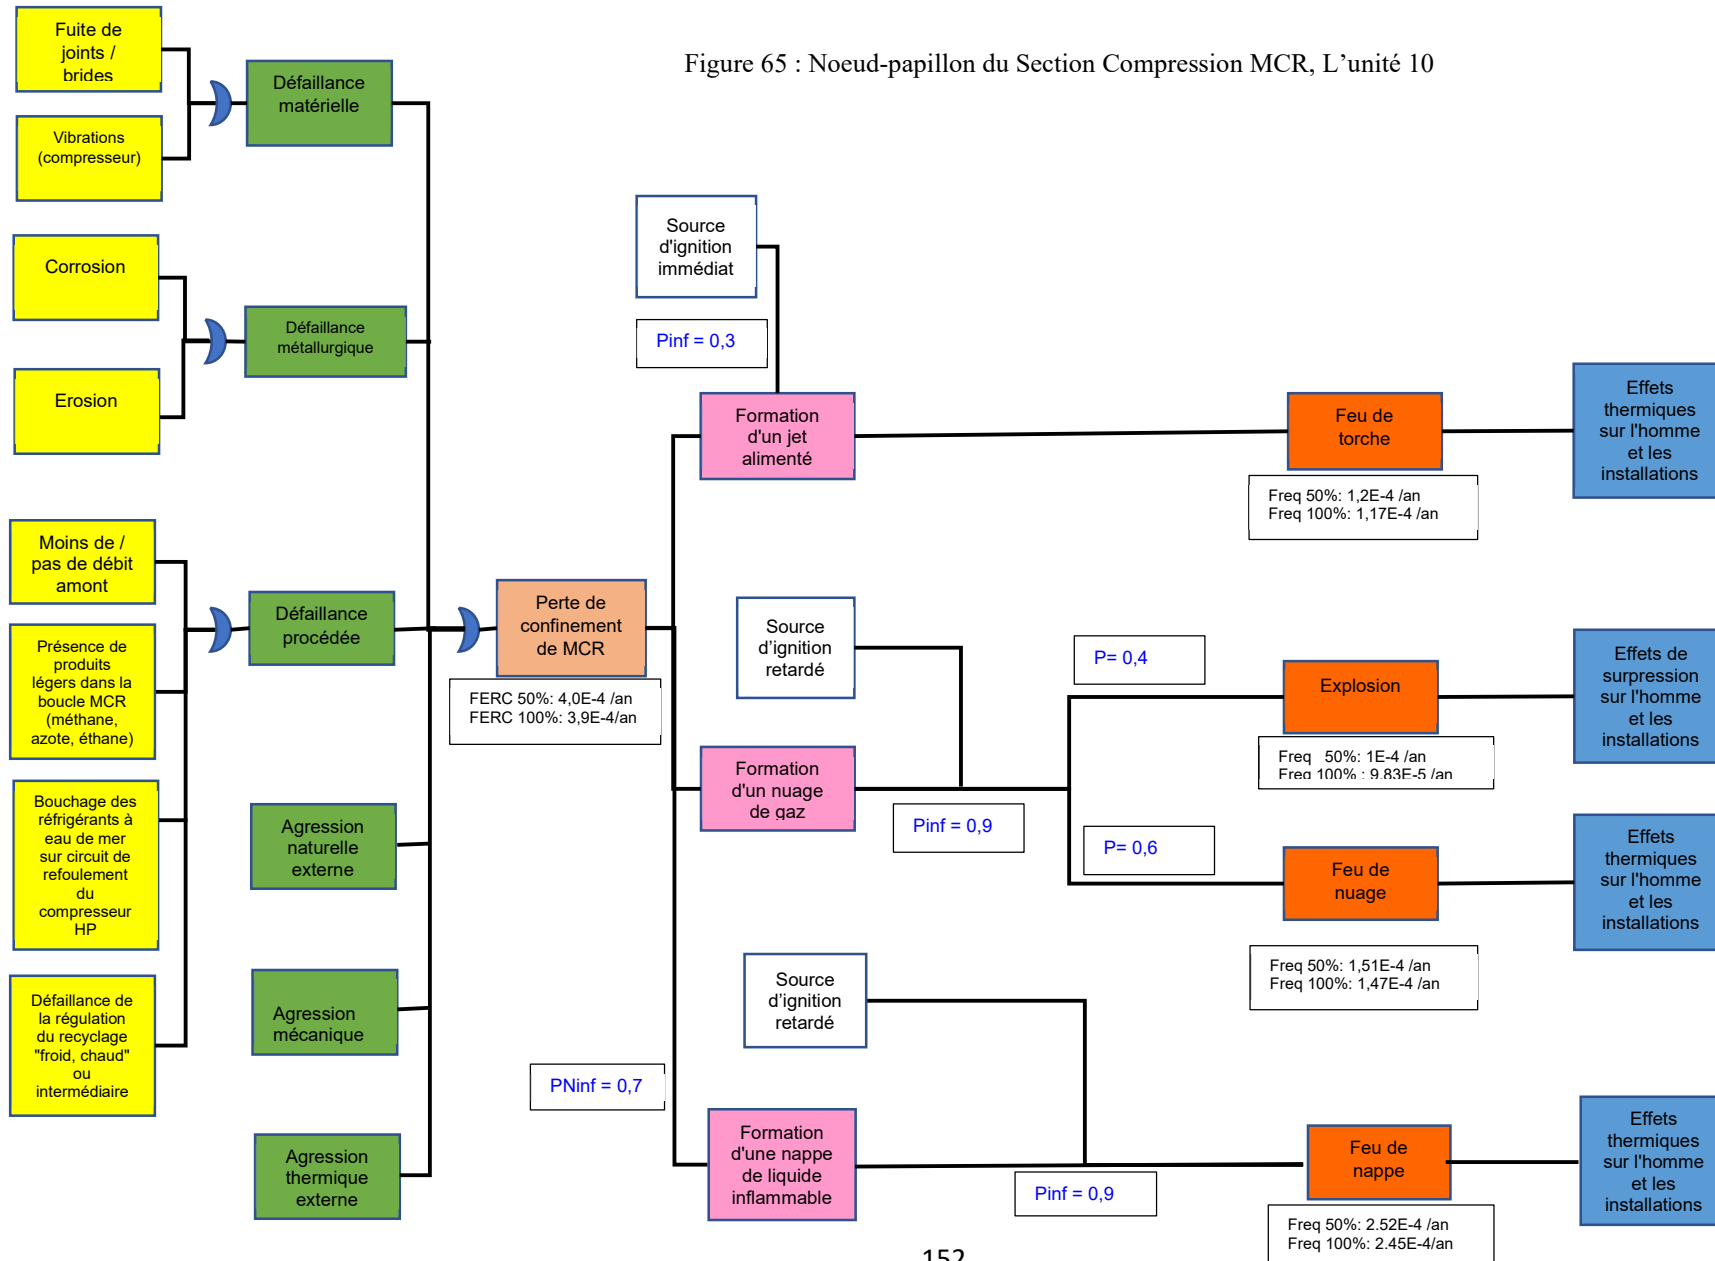 Figure 65 : Noeud-papillon du Section Compression MCR, L'unité 10
Fuite de
joints /
brides
Vibrations
(compresseur)
Défaillance
matérielle
Corrosion
Erosion
Défaillance
métallurgique
Moins de /
pas de débit
amont
Présence de
produits
légers dans la
boucle MCR
(méthane,
azote, éthane)
Bouchage des
réfrigérants à
eau de mer
sur circuit de
refoulement
du
compresseur
HP
Défaillance de
la régulation
du recyclage
"froid, chaud"
ou
intermédiaire
Défaillance
procédée
Agression
naturelle
externe
Agression
mécanique
Agression
thermique
externe
Perte de
confinement
de MCR
FERC 50%: 4,0E-4 /an
FERC 100%: 3,9E-4/an
Source
d'ignition
immédiat
Pinf = 0,3
Formation
d'un jet
alimenté
Feu de
torche
Freq 50%: 1,2E-4 /an
Freq 100%: 1,17E-4 /an
Effets
thermiques
sur l'homme
et les
installations
Source
d'ignition
retardé
Formation
d'un nuage
de gaz
Pinf = 0,9
P= 0,4
Explosion
Freq 50%: 1E-4 /an
Freq 100% : 9.83E-5 /an
Effets de
surpression
sur l'homme
et les
installations
P= 0,6
Feu de
nuage
Freq 50%: 1,51E-4 /an
Freq 100%: 1,47E-4 /an
Effets
thermiques
sur l'homme
et les
installations
Source
d'ignition
retardé
PNinf = 0,7
Formation
d'une nappe
de liquide
inflammable
Pinf = 0,9
Feu de
nappe
Freq 50%: 2.52E-4 /an
Freq 100%: 2.45E-4/an
Effets
thermiques
sur l'homme
et les
installations
152